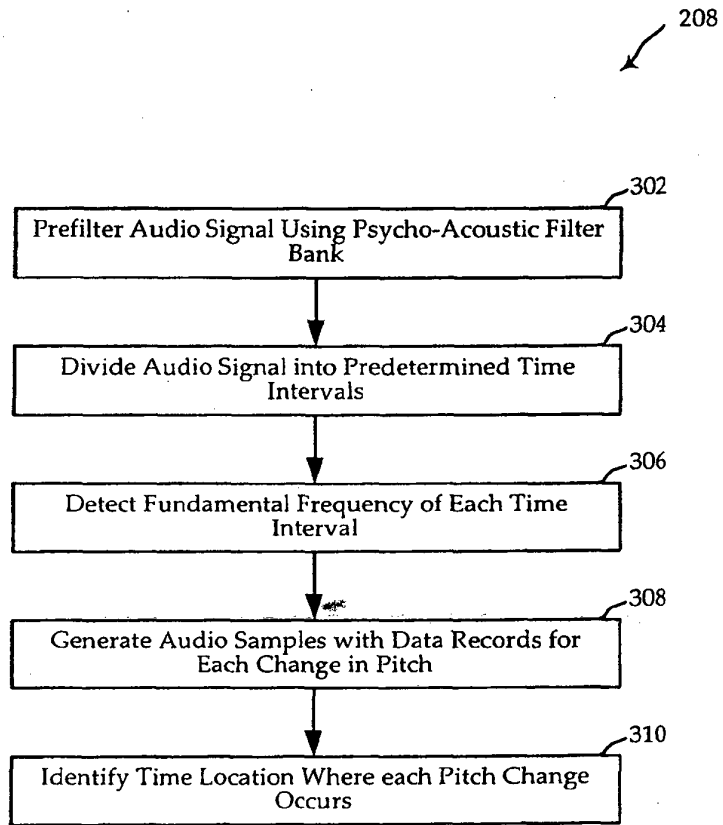 208
302
Prefilter Audio Signal Using Psycho-Acoustic Filter
Bank
304
Divide Audio Signal into Predetermined Time
Intervals
306
Detect Fundamental Frequency of Each Time
Interval
308
Generate Audio Samples with Data Records for
Each Change in Pitch
310
Identify Time Location Where each Pitch Change
Occurs